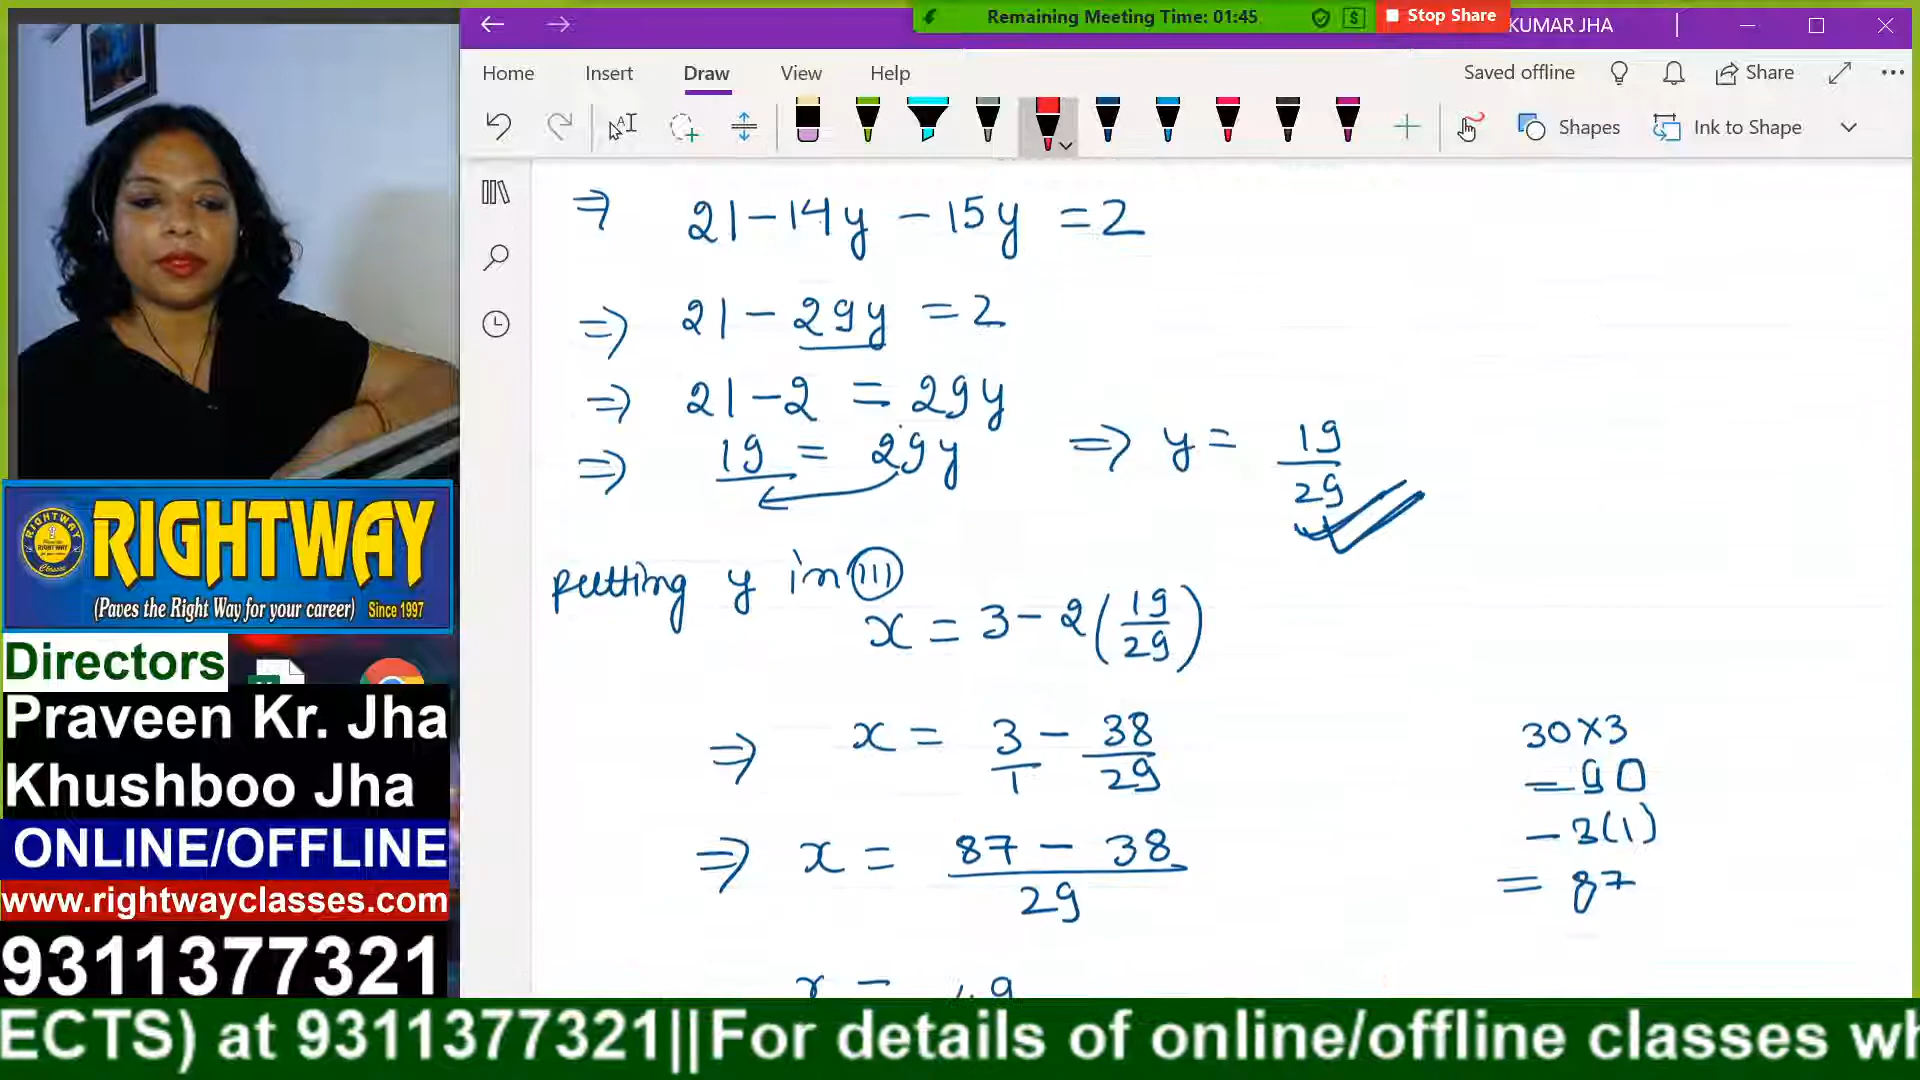 Remaining Meeting Time: 01:45
Stop Share
KUMAR JHA
Home
Insert
Draw
View
Help
Saved offline
Share
Shapes
Ink to Shape
⇒ 21 - 14y - 15y = 2
⇒ 21 - 29y = 2
⇒ 21 - 2 = 29y
⇒ 19 = 29y ⇒ y = 19/29
putting y in (III)
x = 3 - 2(19/29)
⇒ x = 3/1 - 38/29
⇒ x = 87 - 38/29
30×3
= 90
- 3(1)
= 87
RIGHTWAY
(Paves the Right Way for your career) Since 1997
Directors
Praveen Kr. Jha
Khushboo Jha
ONLINE/OFFLINE
www.rightwayclasses.com
9311377321
ECTS) at 9311377321||For details of online/offline classes wh